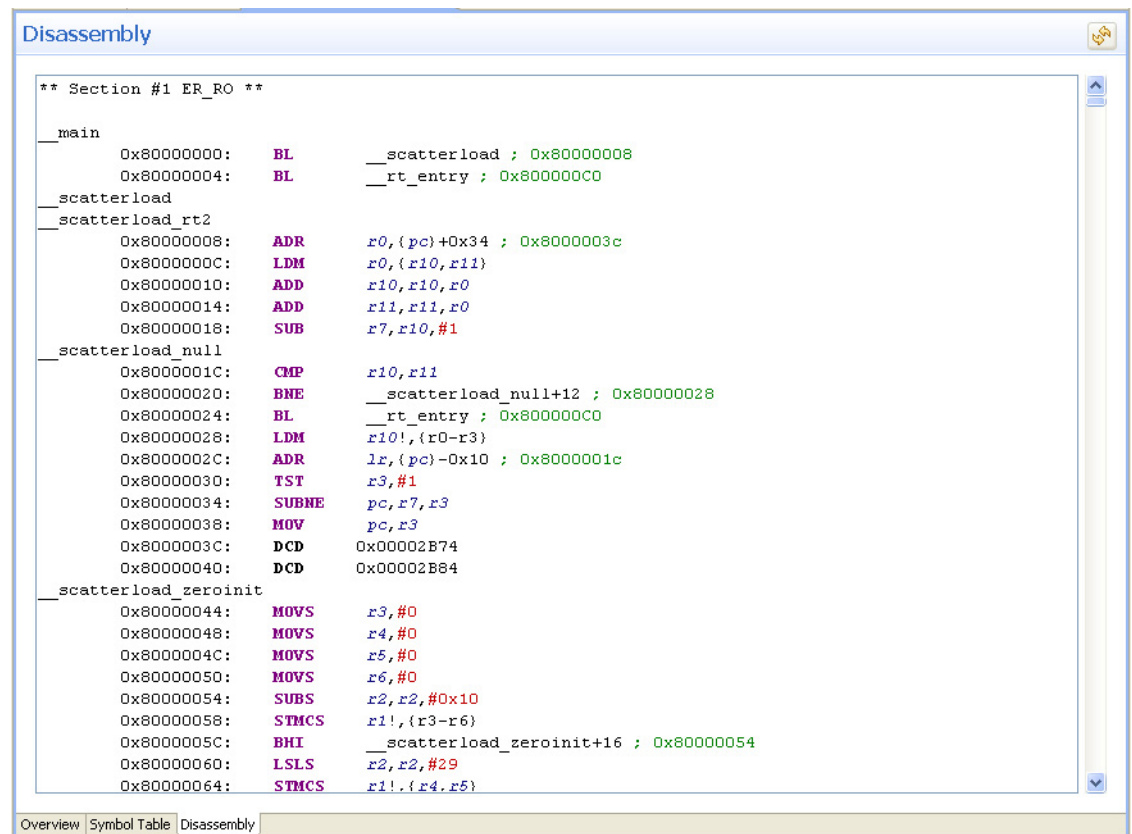 Disassembly
** Section #1 ER_RO **
__main
0x80000000: BL __scatterload ; 0x80000008
0x80000004: BL __rt_entry ; 0x800000C0
__scatterload
__scatterload_rt2
0x80000008: ADR r0,{pc}+0x34 ; 0x8000003c
0x8000000C: LDM r0,{r10,r11}
0x80000010: ADD r10,r10,r0
0x80000014: ADD r11,r11,r0
0x80000018: SUB r7,r10,#1
__scatterload_null
0x8000001C: CMP r10,r11
0x80000020: BNE __scatterload_null+12 ; 0x80000028
0x80000024: BL __rt_entry ; 0x800000C0
0x80000028: LDM r10!,{r0-r3}
0x8000002C: ADR lr,{pc}-0x10 ; 0x8000001c
0x80000030: TST r3,#1
0x80000034: SUBNE pc,r7,r3
0x80000038: MOV pc,r3
0x8000003C: DCD 0x00002B74
0x80000040: DCD 0x00002B84
__scatterload_zeroinit
0x80000044: MOVS r3,#0
0x80000048: MOVS r4,#0
0x8000004C: MOVS r5,#0
0x80000050: MOVS r6,#0
0x80000054: SUBS r2,r2,#0x10
0x80000058: STMCS r1!,{r3-r6}
0x8000005C: BHI __scatterload_zeroinit+16 ; 0x80000054
0x80000060: LSLS r2,r2,#29
0x80000064: STMCS r1!,{r4,r5}
Overview Symbol Table Disassembly